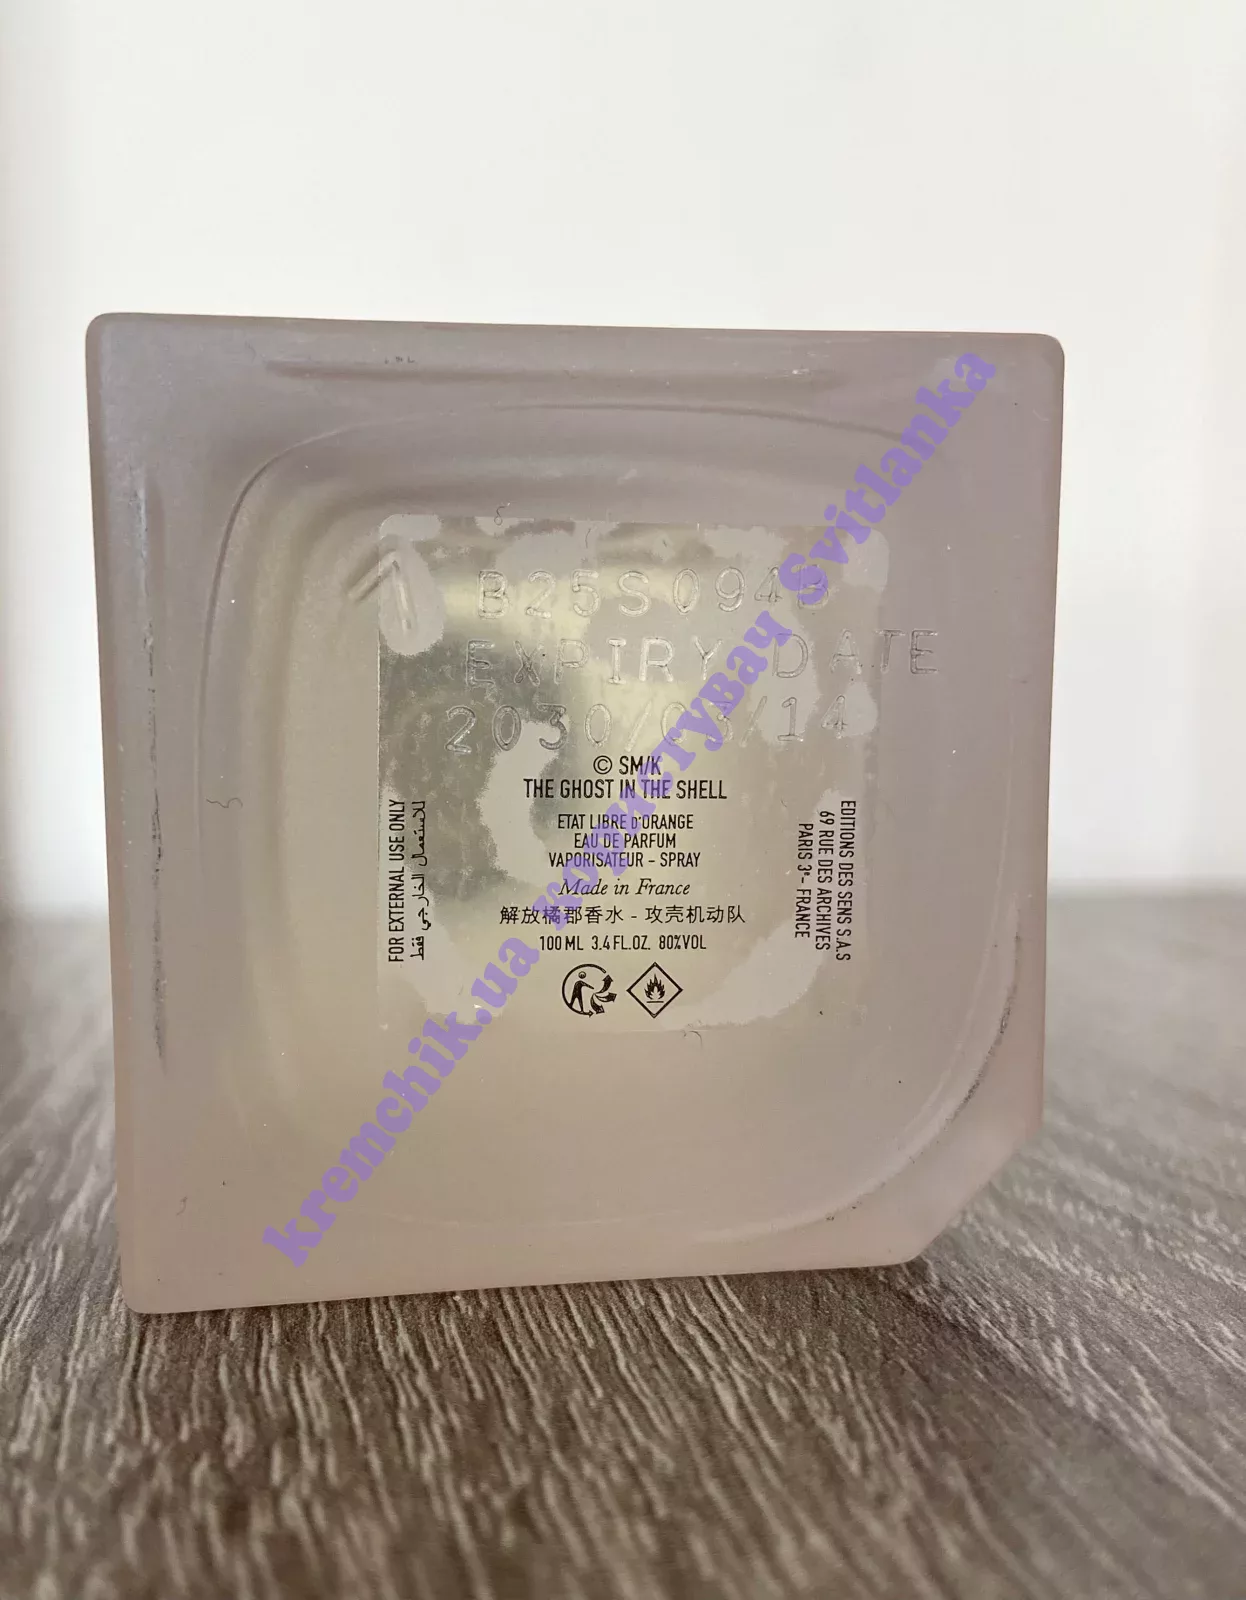 B25S094B
EXPIRY DATE
2030/03/14
© SM/K
THE GHOST IN THE SHELL
ETAT LIBRE D'ORANGE
EAU DE PARFUM
VAPORISATEUR - SPRAY
Made in France
解放橘郡香水 - 攻壳机动队
100 ML 3.4 FL.OZ. 80%VOL
FOR EXTERNAL USE ONLY
للاستعمال الخارجي فقط
EDITIONS DES SENS S.A.S
69 RUE DES ARCHIVES
PARIS 3e - FRANCE
kremchik.ua користувач Svitlanka